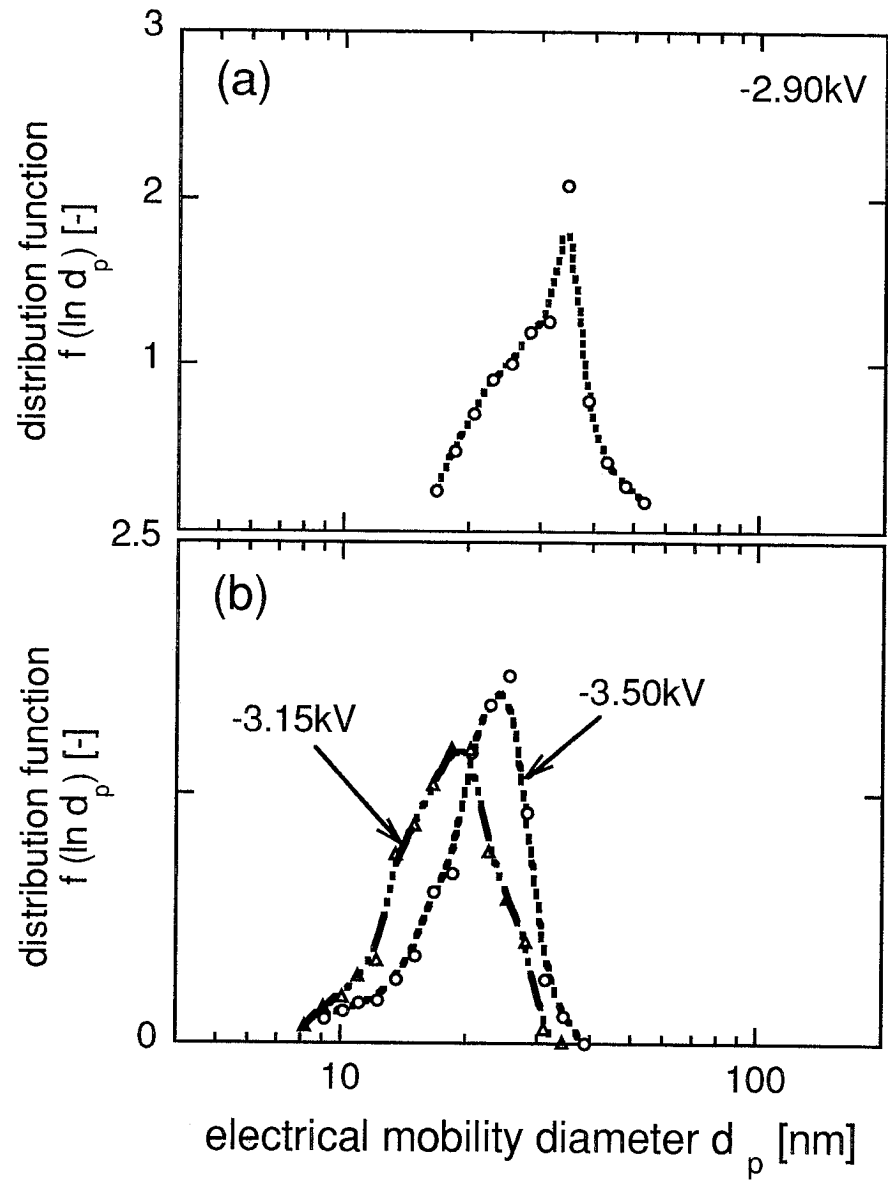 3
(a)
-2.90kV
2
1
distribution function
f (ln d p ) [-]
2.5
(b)
-3.50kV
-3.15kV
distribution function
f (ln d p ) [-]
0
10
100
electrical mobility diameter d p [nm]